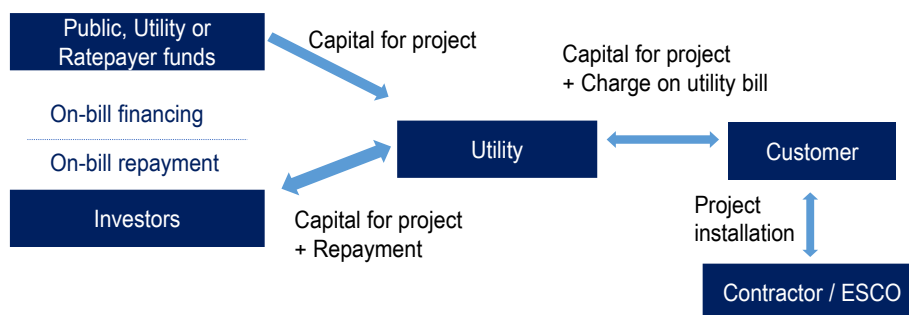 Public, Utility or
Ratepayer funds
Capital for project
Capital for project
+ Charge on utility bill
On-bill financing
On-bill repayment
Utility
Customer
Investors
Capital for project
+ Repayment
Project
installation
Contractor / ESCO